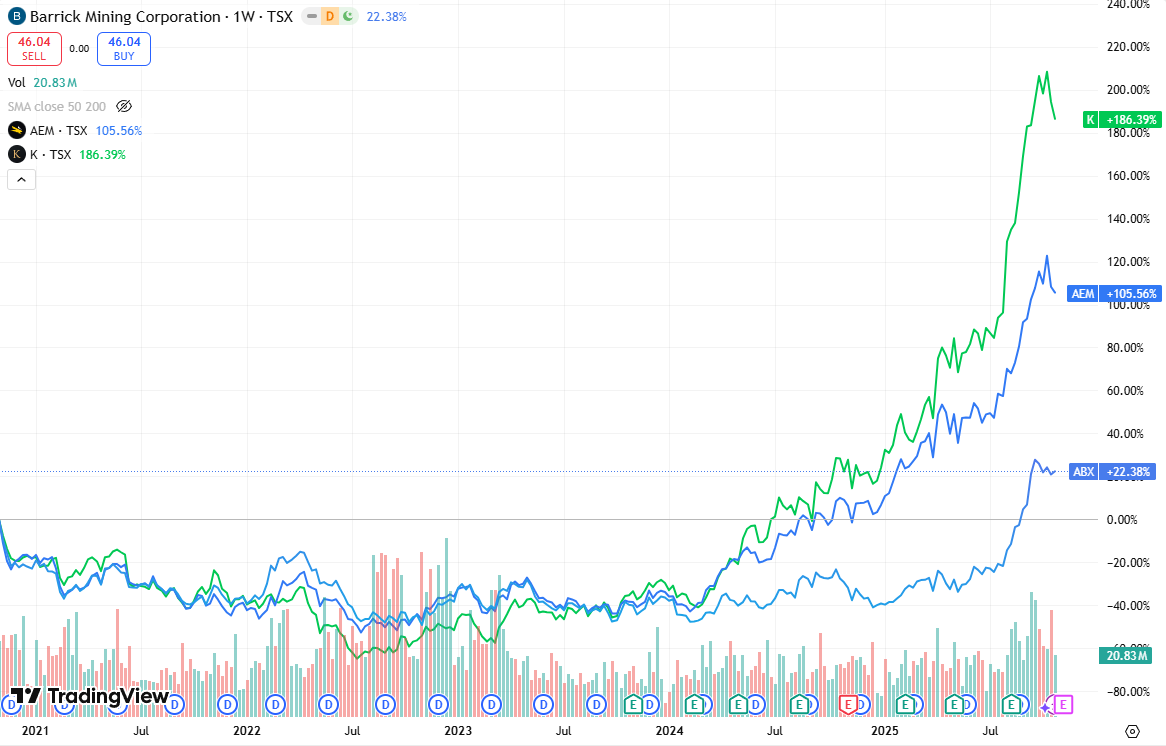 B Barrick Mining Corporation · 1W · TSX D 22.38%
46.04 SELL 0.00 46.04 BUY
Vol 20.83M
SMA close 50 200
AEM · TSX 105.56%
K K · TSX 186.39%
240.00%
220.00%
200.00%
K +186.39%
180.00%
160.00%
140.00%
120.00%
AEM +105.56%
100.00%
80.00%
60.00%
40.00%
ABX +22.38%
0.00%
−20.00%
−40.00%
20.83M
−80.00%
TradingView
D D D D D D D D D D D D E D E D E D E D E D E D E D E D E
2021 Jul 2022 Jul 2023 Jul 2024 Jul 2025 Jul